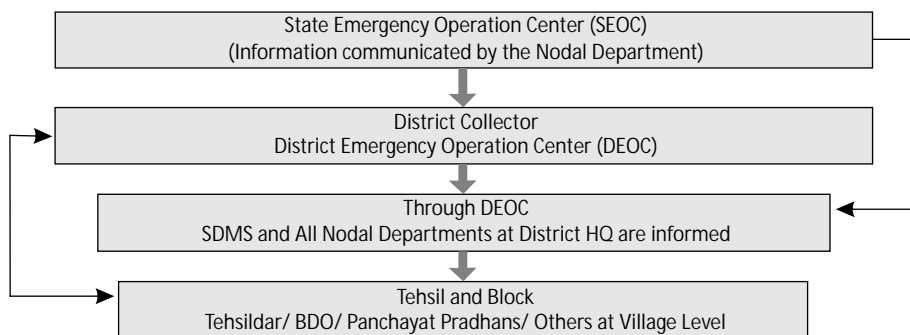 State Emergency Operation Center (SEOC)
(Information communicated by the Nodal Department)
District Collector
District Emergency Operation Center (DEOC)
Through DEOC
SDMS and All Nodal Departments at District HQ are informed
Tehsil and Block
Tehsildar/ BDO/ Panchayat Pradhans/ Others at Village Level